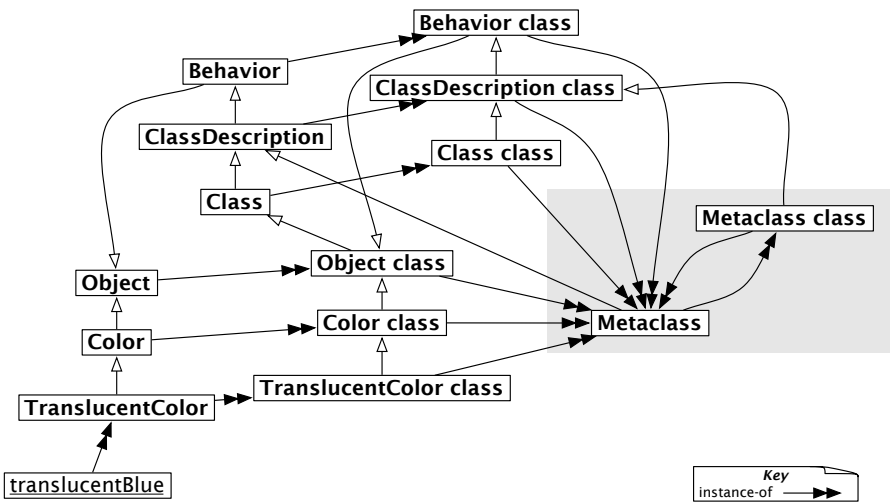 Behavior class
Behavior
ClassDescription class
ClassDescription
Class class
Class
Metaclass class
Object class
Object
Color class
Metaclass
Color
TranslucentColor class
TranslucentColor
translucentBlue
Key
instance-of